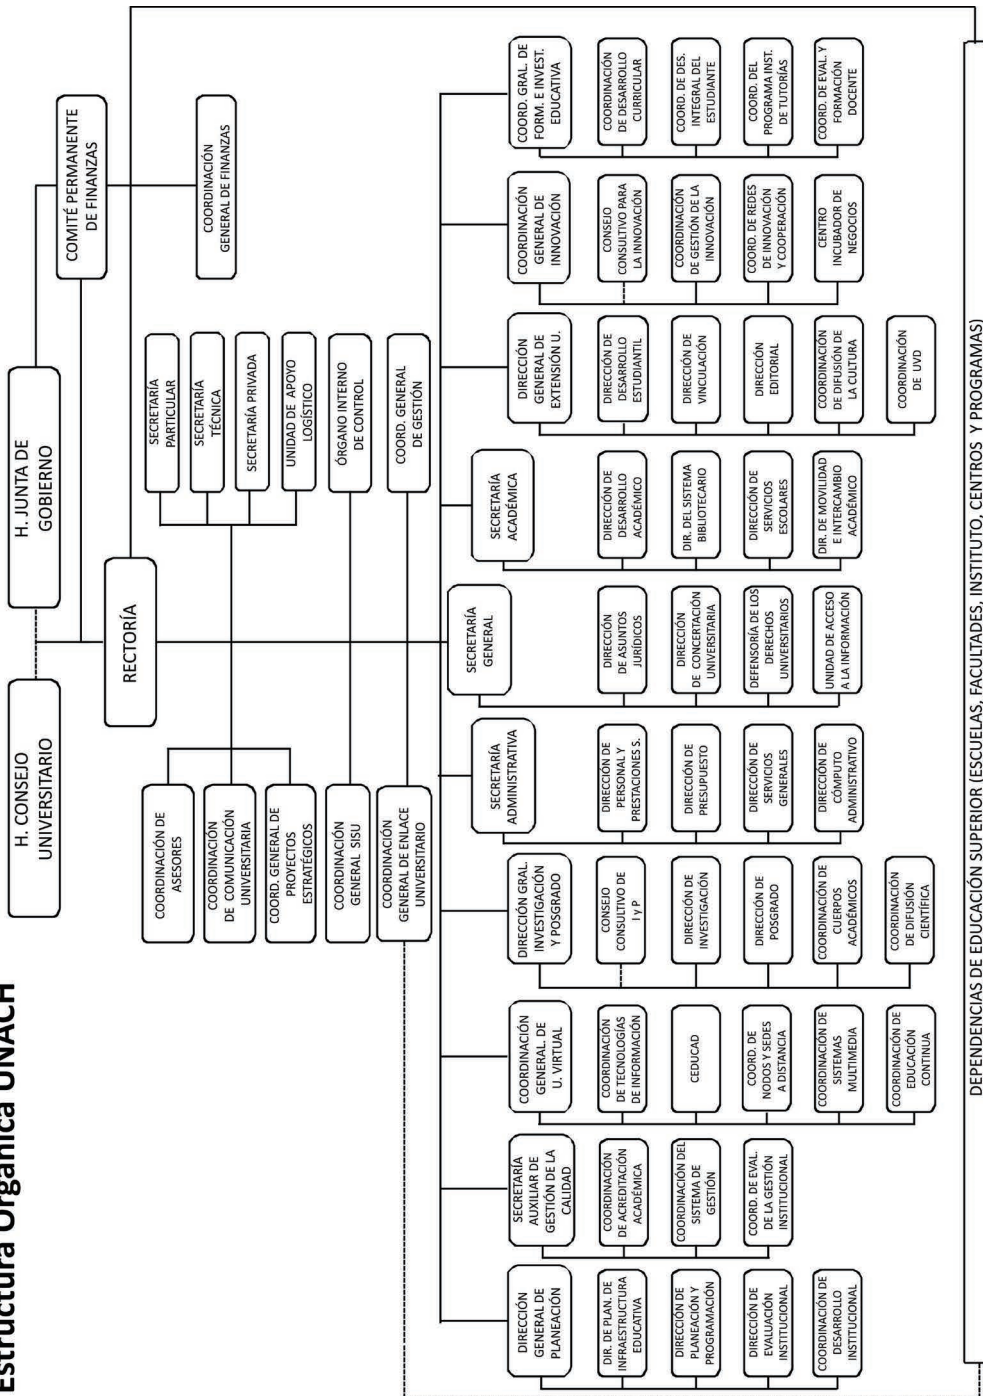 Estructura Orgánica UNACH
H. CONSEJO
UNIVERSITARIO
H. JUNTA DE
GOBIERNO
COMITÉ PERMANENTE
DE FINANZAS
RECTORÍA
COORDINACIÓN
GENERAL DE FINANZAS
COORDINACIÓN DE
ASESORES
COORDINACIÓN
DE COMUNICACIÓN
UNIVERSITARIA
COORD. GENERAL DE
PROYECTOS
ESTRATÉGICOS
COORDINACIÓN
GENERAL SISU
COORDINACIÓN
GENERAL DE ENLACE
UNIVERSITARIO
SECRETARÍA
PARTICULAR
SECRETARÍA
TÉCNICA
SECRETARÍA PRIVADA
UNIDAD DE APOYO
LOGÍSTICO
ÓRGANO INTERNO
DE CONTROL
COORD. GENERAL
DE GESTIÓN
DIRECCIÓN
GENERAL DE
PLANEACIÓN
DIR. DE PLAN. DE
INFRAESTRUCTURA
EDUCATIVA
DIRECCIÓN DE
PLANEACIÓN Y
PROGRAMACIÓN
DIRECCIÓN DE
EVALUACIÓN
INSTITUCIONAL
COORDINACIÓN DE
DESARROLLO
INSTITUCIONAL
SECRETARÍA
AUXILIAR DE
GESTIÓN DE LA
CALIDAD
COORDINACIÓN
DE ACREDITACIÓN
ACADÉMICA
COORDINACIÓN DEL
SISTEMA DE
GESTIÓN
COORD. DE EVAL.
DE LA GESTIÓN
INSTITUCIONAL
COORDINACIÓN
GENERAL. DE
U. VIRTUAL
COORDINACIÓN
DE TECNOLOGÍAS
DE INFORMACIÓN
CEDUCAD
COORD. DE
NODOS Y SEDES
A DISTANCIA
COORDINACIÓN DE
SISTEMAS
MULTIMEDIA
COORDINACIÓN DE
EDUCACIÓN
CONTINUA
DIRECCIÓN GRAL.
INVESTIGACIÓN
Y POSGRADO
CONSEJO
CONSULTIVO DE
I y P
DIRECCIÓN DE
INVESTIGACIÓN
DIRECCIÓN DE
POSGRADO
COORDINACIÓN DE
CUERPOS
ACADÉMICOS
COORDINACIÓN
DE DIFUSIÓN
CIENTÍFICA
SECRETARÍA
ADMINISTRATIVA
DIRECCIÓN DE
PERSONAL Y
PRESTACIONES S.
DIRECCIÓN DE
PRESUPUESTO
DIRECCIÓN DE
SERVICIOS
GENERALES
DIRECCIÓN DE
CÓMPUTO
ADMINISTRATIVO
SECRETARÍA
GENERAL
DIRECCIÓN
DE ASUNTOS
JURÍDICOS
DIRECCIÓN
DE CONCERTACIÓN
UNIVERSITARIA
DEFENSORÍA DE LOS
DERECHOS
UNIVERSITARIOS
UNIDAD DE ACCESO
A LA INFORMACIÓN
SECRETARÍA
ACADÉMICA
DIRECCIÓN DE
DESARROLLO
ACADÉMICO
DIR. DEL SISTEMA
BIBLIOTECARIO
DIRECCIÓN DE
SERVICIOS
ESCOLARES
DIR. DE MOVILIDAD
E INTERCAMBIO
ACADÉMICO
DIRECCIÓN
GENERAL DE
EXTENSIÓN U.
DIRECCIÓN DE
DESARROLLO
ESTUDIANTIL
DIRECCIÓN DE
VINCULACIÓN
DIRECCIÓN
EDITORIAL
COORDINACIÓN
DE DIFUSIÓN DE
LA CULTURA
COORDINACIÓN
DE UVD
COORDINACIÓN
GENERAL DE
INNOVACIÓN
CONSEJO
CONSULTIVO PARA
LA INNOVACIÓN
COORDINACIÓN
DE GESTIÓN DE LA
INNOVACIÓN
COORD. DE REDES
DE INNOVACIÓN
Y COOPERACIÓN
CENTRO
INCUBADOR DE
NEGOCIOS
COORD. GRAL. DE
FORM. E INVEST.
EDUCATIVA
COORDINACIÓN
DE DESARROLLO
CURRICULAR
COORD. DE DES.
INTEGRAL DEL
ESTUDIANTE
COORD. DEL
PROGRAMA INST.
DE TUTORÍAS
COORD. DE EVAL. Y
FORMACIÓN
DOCENTE
DEPENDENCIAS DE EDUCACIÓN SUPERIOR (ESCUELAS, FACULTADES, INSTITUTO, CENTROS Y PROGRAMAS)